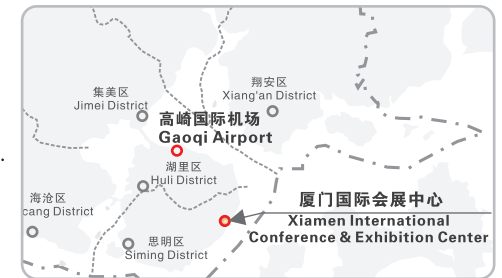 集美区
Jimei District
翔安区
Xiang'an District
高崎国际机场
Gaoqi Airport
湖里区
Huli District
海沧区
cang District
厦门国际会展中心
Xiamen International
Conference & Exhibition Center
思明区
Siming District